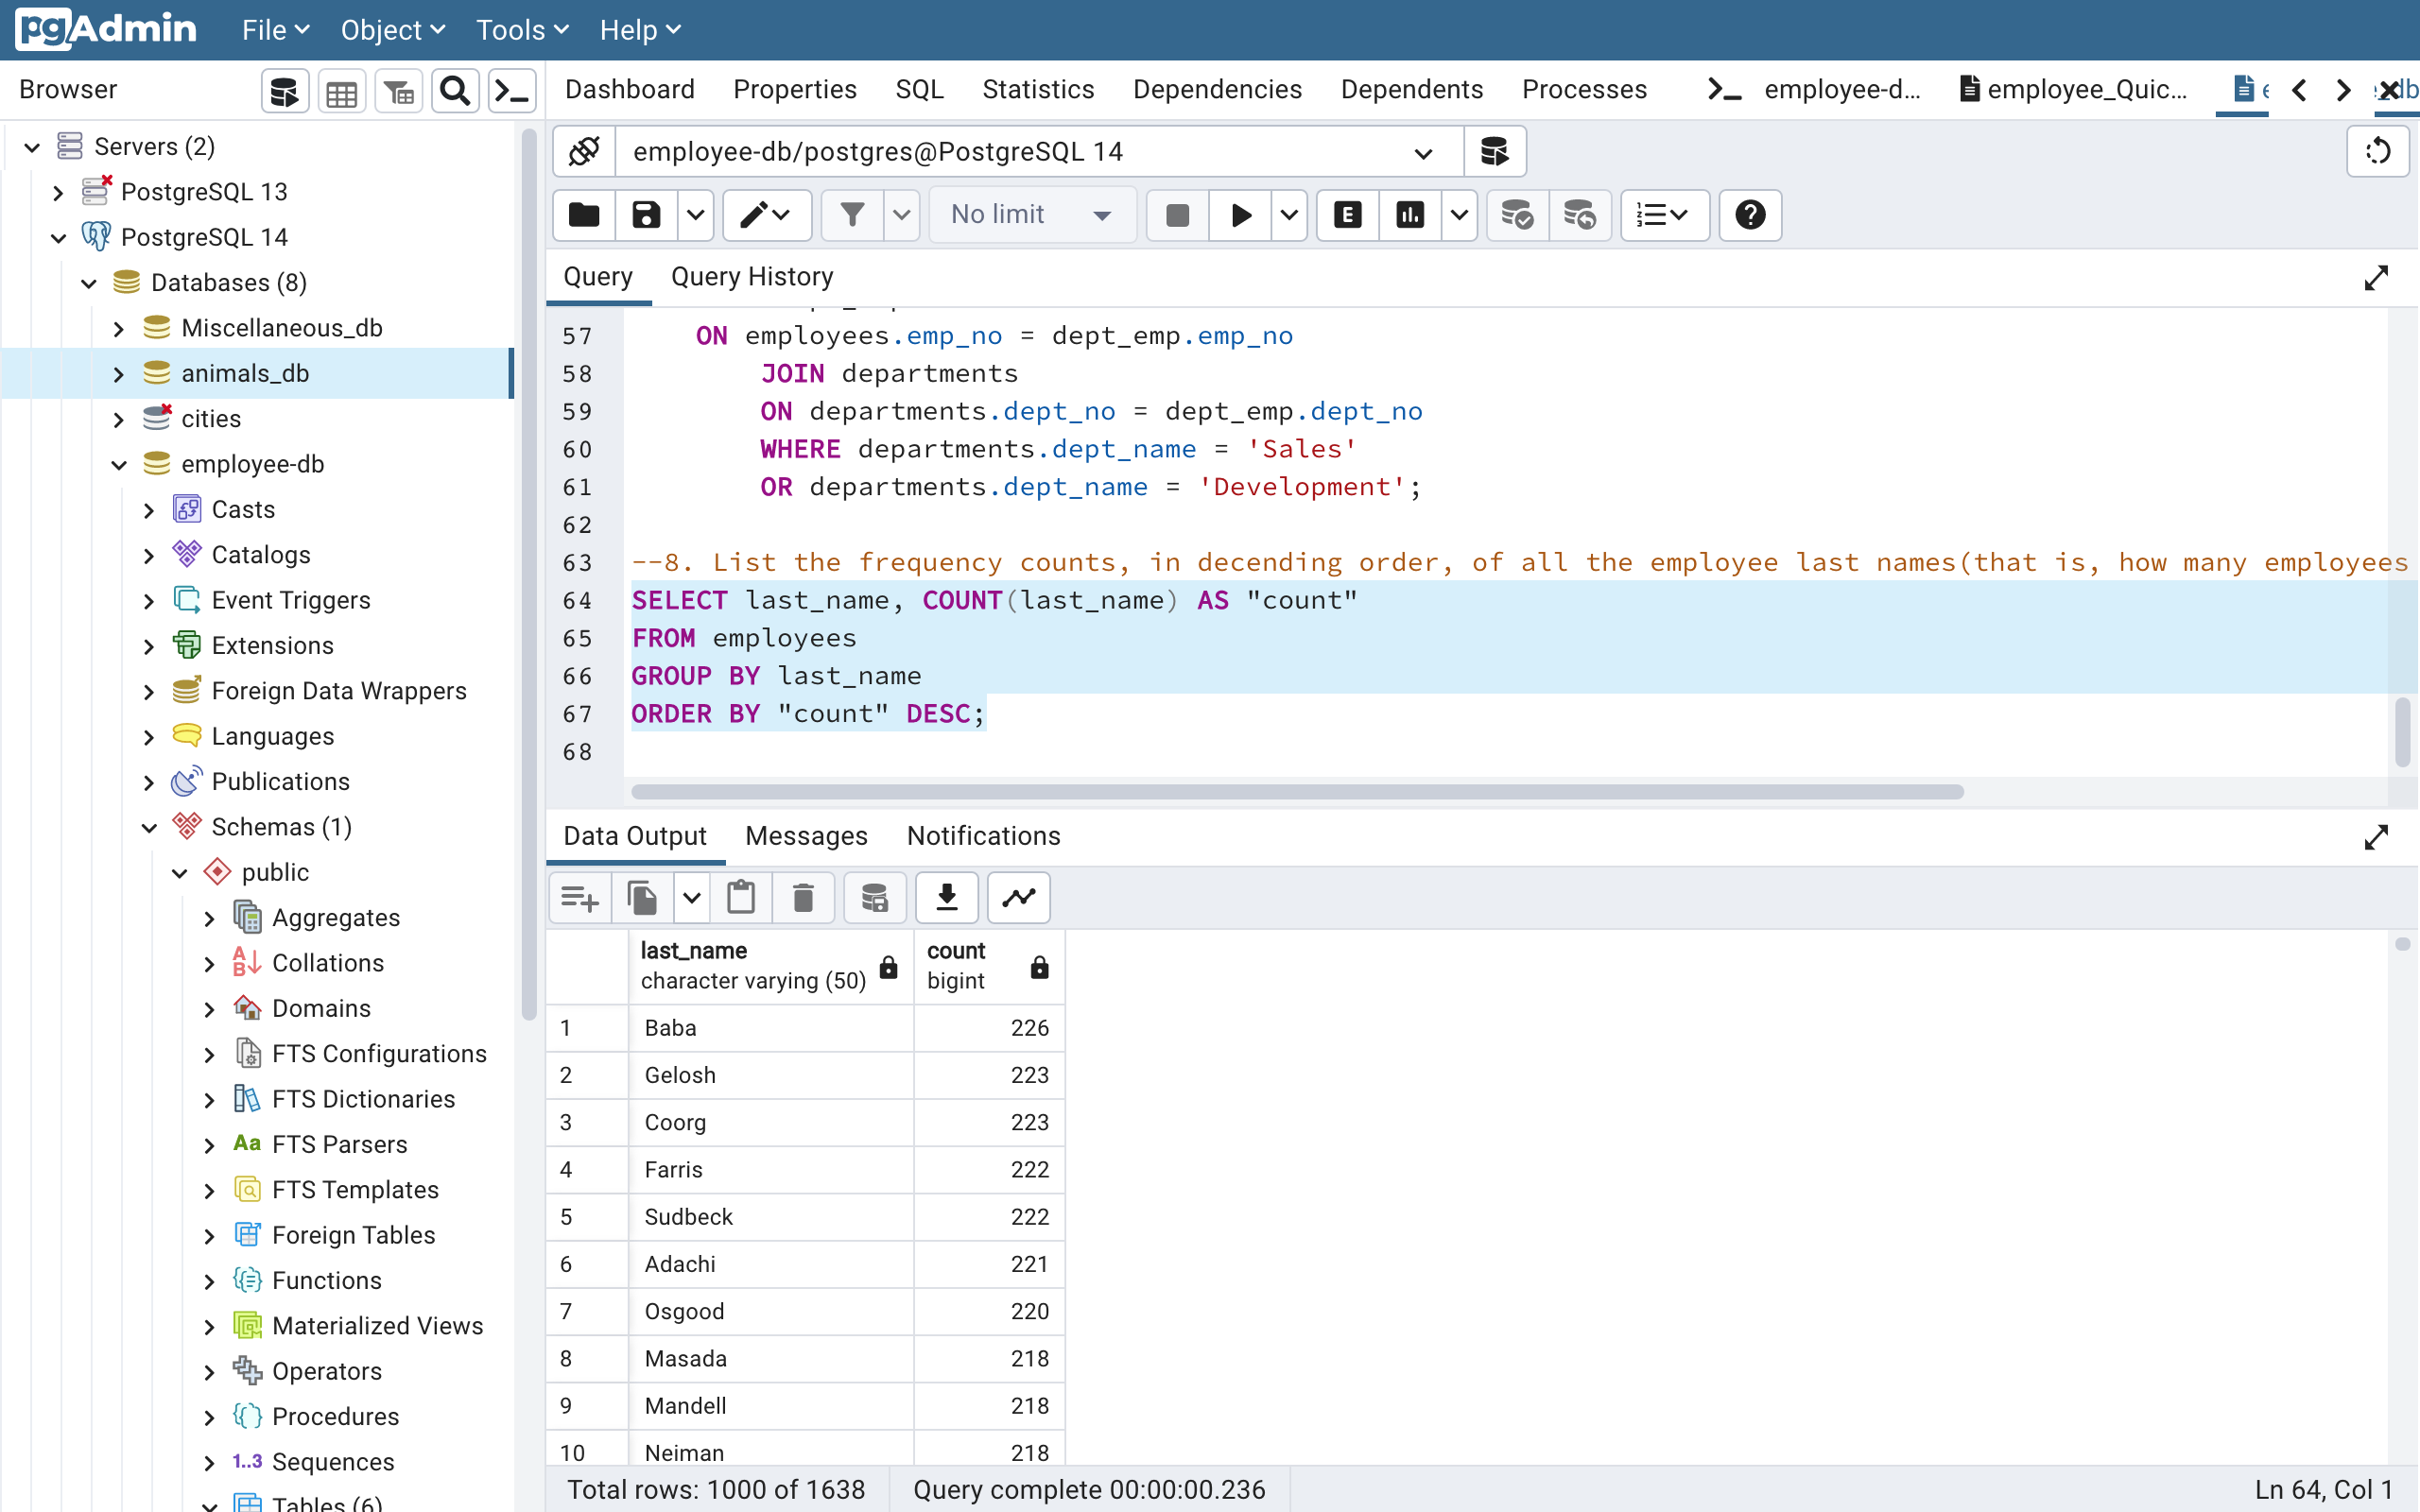 pgAdmin
File
Object
Tools
Help
Browser
Dashboard
Properties
SQL
Statistics
Dependencies
Dependents
Processes
employee-d...
employee_Quic...
Servers (2)
PostgreSQL 13
PostgreSQL 14
Databases (8)
Miscellaneous_db
animals_db
cities
employee-db
Casts
Catalogs
Event Triggers
Extensions
Foreign Data Wrappers
Languages
Publications
Schemas (1)
public
Aggregates
Collations
Domains
FTS Configurations
FTS Dictionaries
Aa FTS Parsers
FTS Templates
Foreign Tables
Functions
Materialized Views
Operators
Procedures
1..3 Sequences
Tables (6)
employee-db/postgres@PostgreSQL 14
No limit
E
Query
Query History
57 ON employees.emp_no = dept_emp.emp_no
58 JOIN departments
59 ON departments.dept_no = dept_emp.dept_no
60 WHERE departments.dept_name = 'Sales'
61 OR departments.dept_name = 'Development';
62
63 --8. List the frequency counts, in decending order, of all the employee last names(that is, how many employees
64 SELECT last_name, COUNT(last_name) AS "count"
65 FROM employees
66 GROUP BY last_name
67 ORDER BY "count" DESC;
68
Data Output
Messages
Notifications
last_name
character varying (50)
count
bigint
1 Baba 226
2 Gelosh 223
3 Coorg 223
4 Farris 222
5 Sudbeck 222
6 Adachi 221
7 Osgood 220
8 Masada 218
9 Mandell 218
10 Neiman 218
Total rows: 1000 of 1638
Query complete 00:00:00.236
Ln 64, Col 1